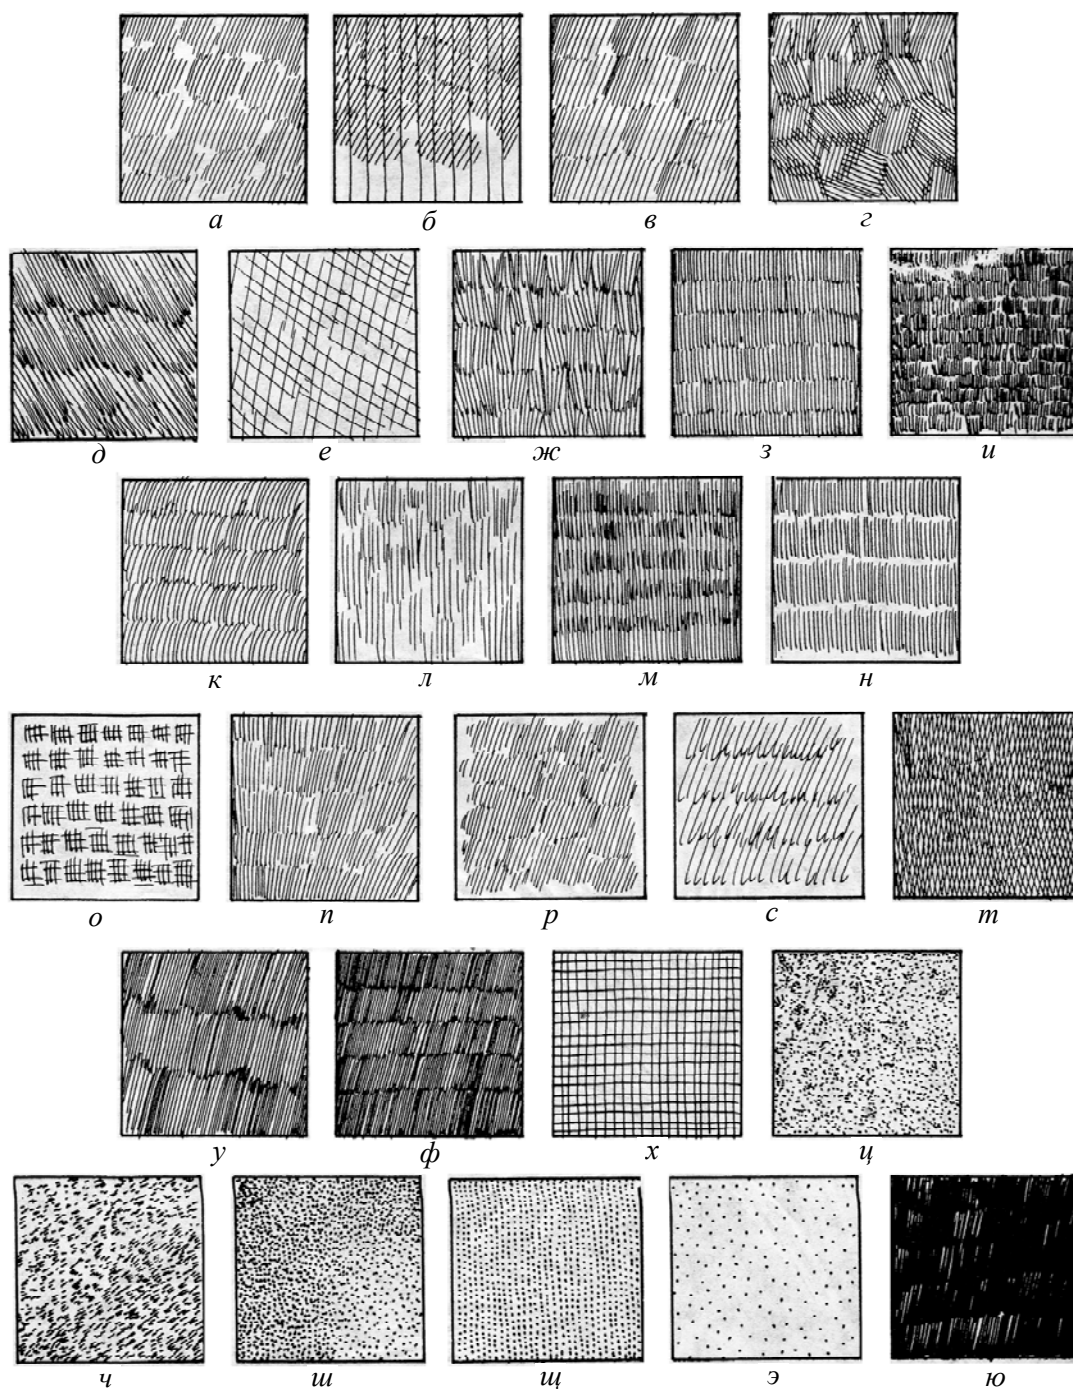 а б в г
д е ж з и
к л м н
о п р с т
у ф х ц
ч ш щ э ю